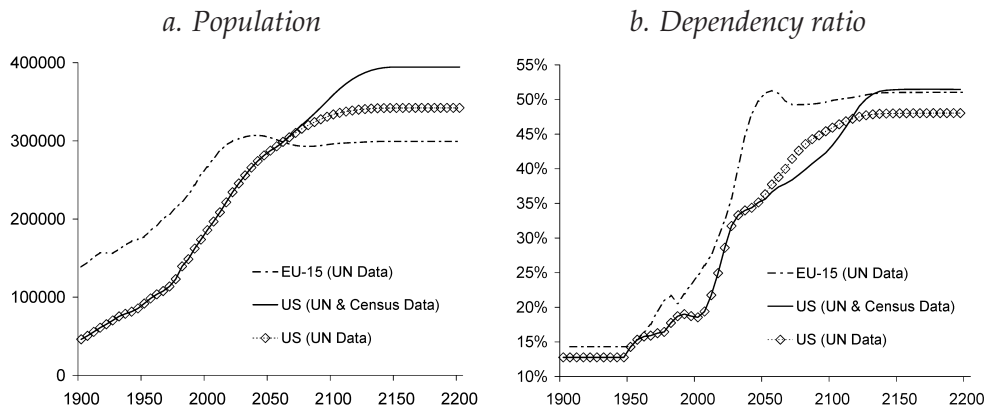 a. Population
400000
300000
200000
100000
0
1900 1950 2000 2050 2100 2150 2200
EU-15 (UN Data)
US (UN & Census Data)
US (UN Data)
b. Dependency ratio
55%
50%
45%
40%
35%
30%
25%
20%
15%
10%
1900 1950 2000 2050 2100 2150 2200
EU-15 (UN Data)
US (UN & Census Data)
US (UN Data)